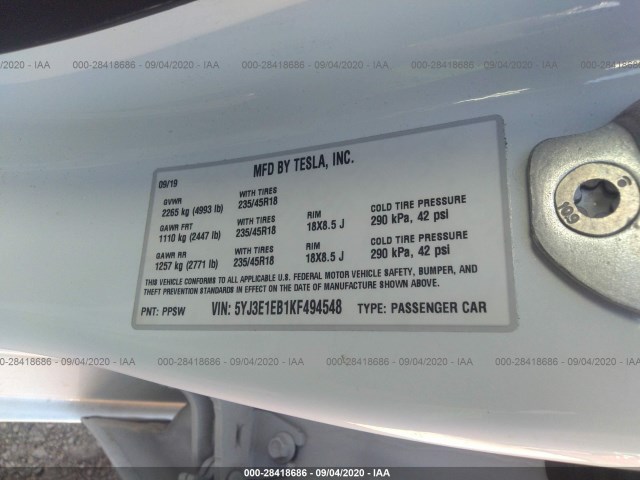 9/04/2020 - IAA
000-28418686 - 09/04/2020 - IAA
000-28418686 - 09/04/2020
MFD BY TESLA, INC.
09/19
GVWR WITH TIRES
2265 kg (4993 lb) 235/45R18
GAWR FRT WITH TIRES RIM COLD TIRE PRESSURE
1110 kg (2447 lb) 235/45R18 18X8.5 J 290 kPa, 42 psi
GAWR RR WITH TIRES RIM COLD TIRE PRESSURE
1257 kg (2771 lb) 235/45R18 18X8.5 J 290 kPa, 42 psi
THIS VEHICLE CONFORMS TO ALL APPLICABLE U.S. FEDERAL MOTOR VEHICLE SAFETY, BUMPER, AND
THEFT PREVENTION STANDARDS IN EFFECT ON THE DATE OF MANUFACTURE SHOWN ABOVE.
PNT: PPSW VIN: 5YJ3E1EB1KF494548 TYPE: PASSENGER CAR
000-28418686 - 09/04/2020 - IAA
000-28418686 - 09/04/2020 - IAA
000-28418686 - 09/04/2020
000-28418686 - 09/04/2020 - IAA